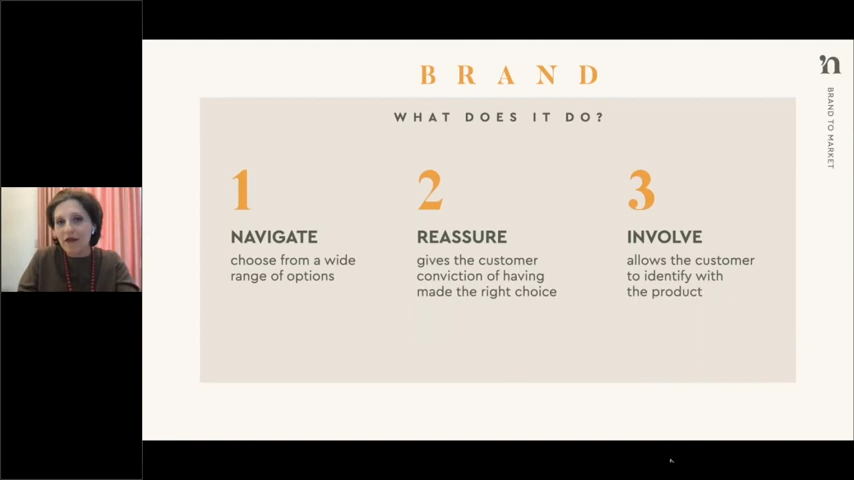 B R A N D
WHAT DOES IT DO?
1
NAVIGATE
choose from a wide
range of options
2
REASSURE
gives the customer
conviction of having
made the right choice
3
INVOLVE
allows the customer
to identify with
the product
'n
BRAND TO MARKET